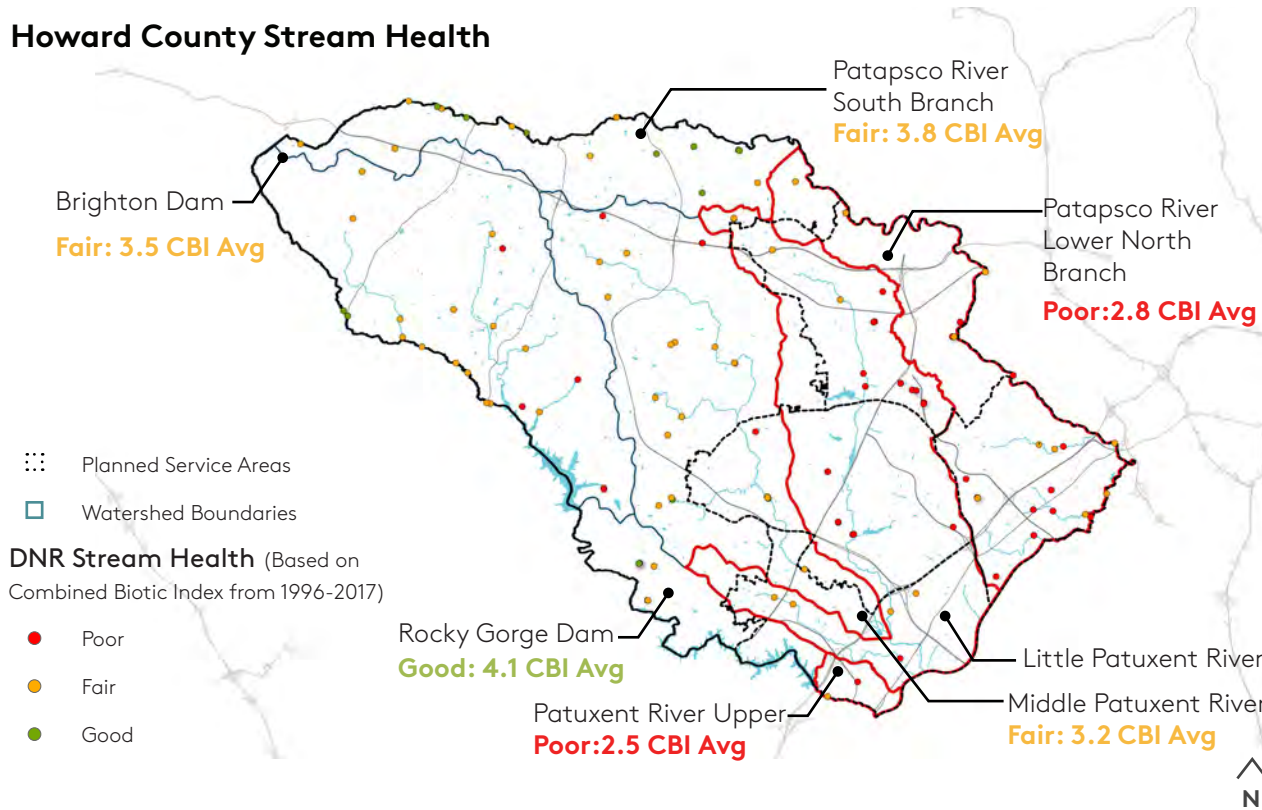 Howard County Stream Health
Patapsco River
South Branch
Fair: 3.8 CBI Avg
Brighton Dam
Fair: 3.5 CBI Avg
Patapsco River
Lower North
Branch
Poor:2.8 CBI Avg
Planned Service Areas
Watershed Boundaries
DNR Stream Health (Based on
Combined Biotic Index from 1996-2017)
Poor
Fair
Good
Rocky Gorge Dam
Good: 4.1 CBI Avg
Little Patuxent River
Patuxent River Upper
Poor:2.5 CBI Avg
Middle Patuxent River
Fair: 3.2 CBI Avg
N